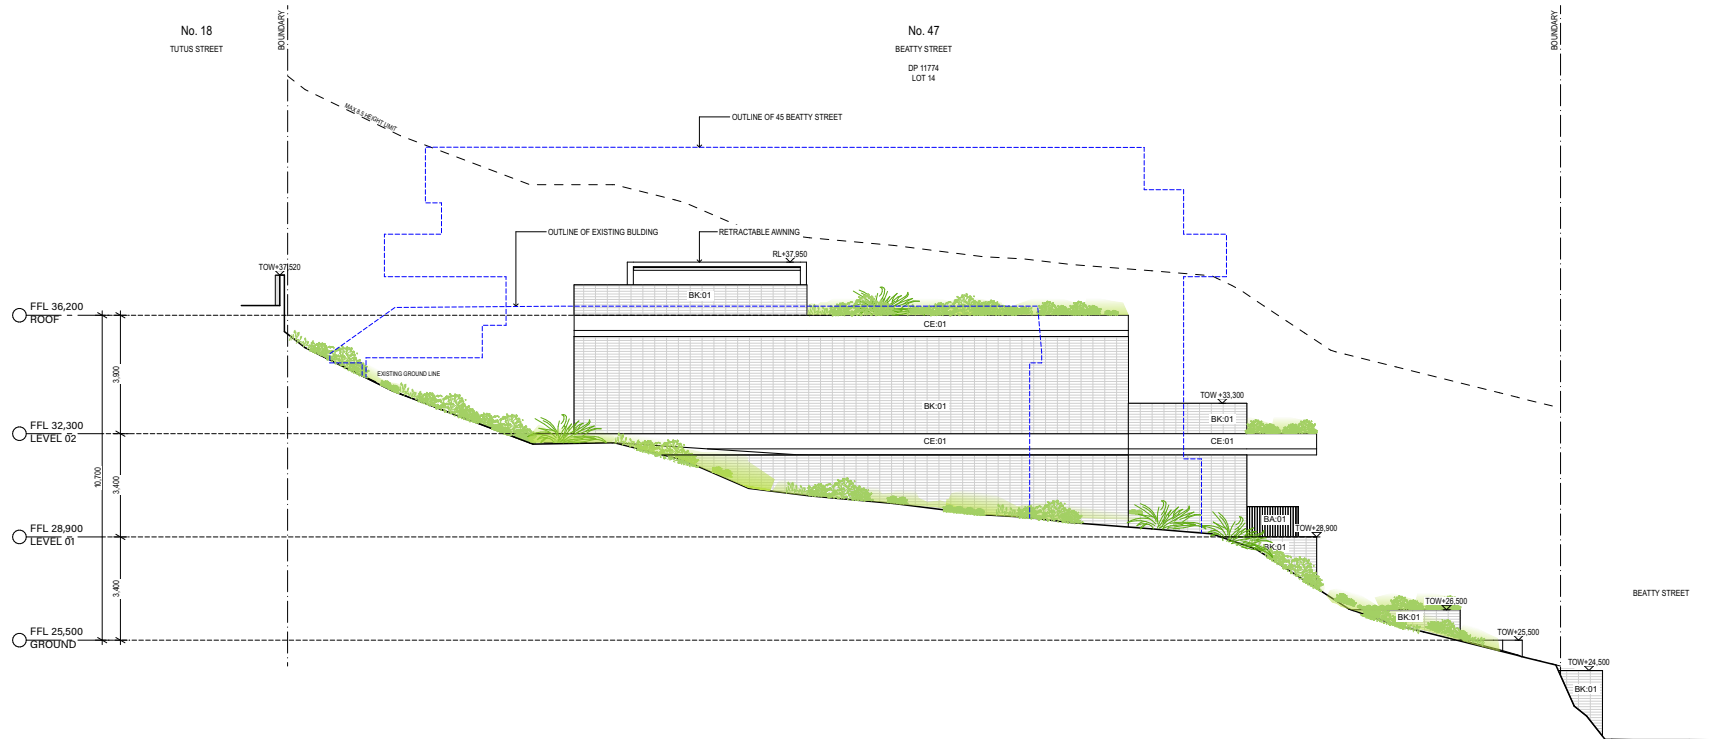 No. 18
TUTUS STREET
BOUNDARY
No. 47
BEATTY STREET
DP 11774
LOT 14
BOUNDARY
MAX 8.5 HEIGHT LIMIT
OUTLINE OF 45 BEATTY STREET
OUTLINE OF EXISTING BULDING
RETRACTABLE AWNING
RL+37,950
TOW+37,520
BK:01
FFL 36,200
ROOF
CE:01
3,900
EXISTING GROUND LINE
TOW +33,300
BK:01
BK:01
FFL 32,300
LEVEL 02
CE:01
CE:01
10,700
3,400
BA:01
FFL 28,900
LEVEL 01
TOW+28,900
BK:01
3,400
TOW+26,500
BK:01
BEATTY STREET
FFL 25,500
GROUND
TOW+25,500
TOW+24,500
BK:01